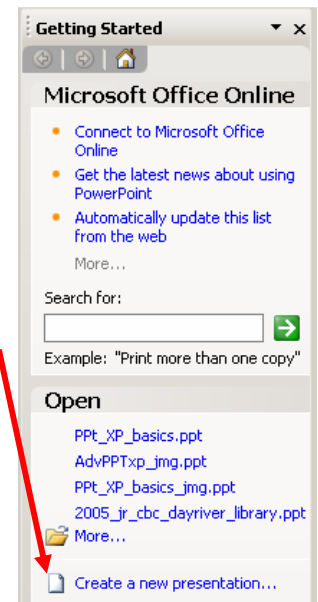 Getting Started
Microsoft Office Online
Connect to Microsoft Office
Online
Get the latest news about using
PowerPoint
Automatically update this list
from the web
More...
Search for:
Example: "Print more than one copy"
Open
PPt_XP_basics.ppt
AdvPPTxp_jmg.ppt
PPt_XP_basics_jmg.ppt
2005_jr_cbc_dayriver_library.ppt
More...
Create a new presentation...